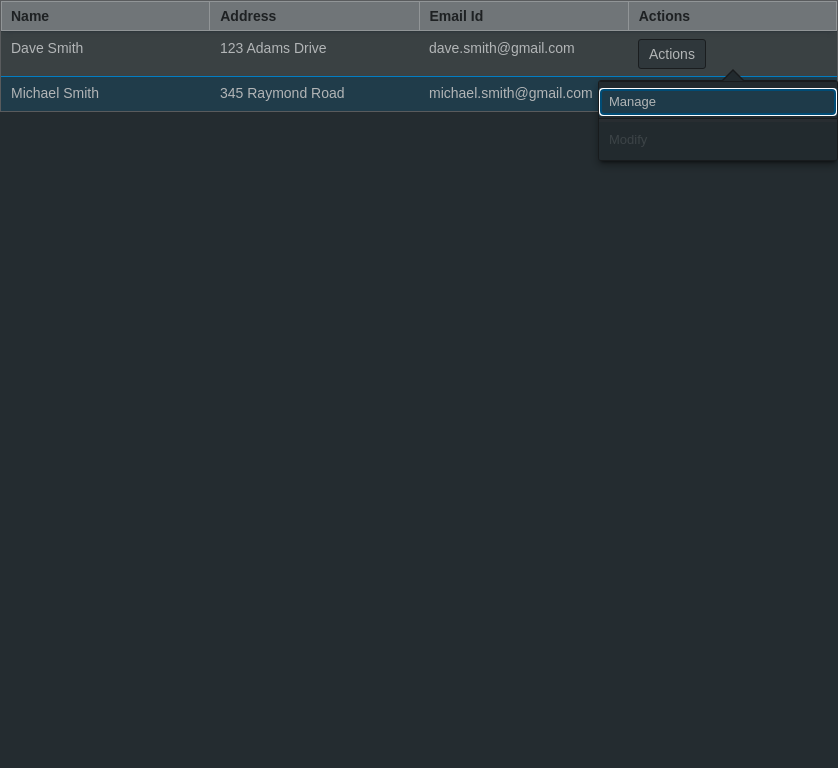 Name Address Email Id Actions
Dave Smith 123 Adams Drive dave.smith@gmail.com Actions
Michael Smith 345 Raymond Road michael.smith@gmail.com
Manage
Modify